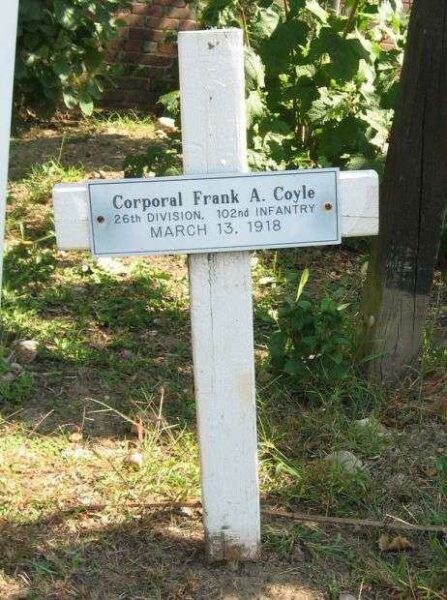 Corporal Frank A. Coyle
26th DIVISION, 102nd INFANTRY
MARCH 13, 1918